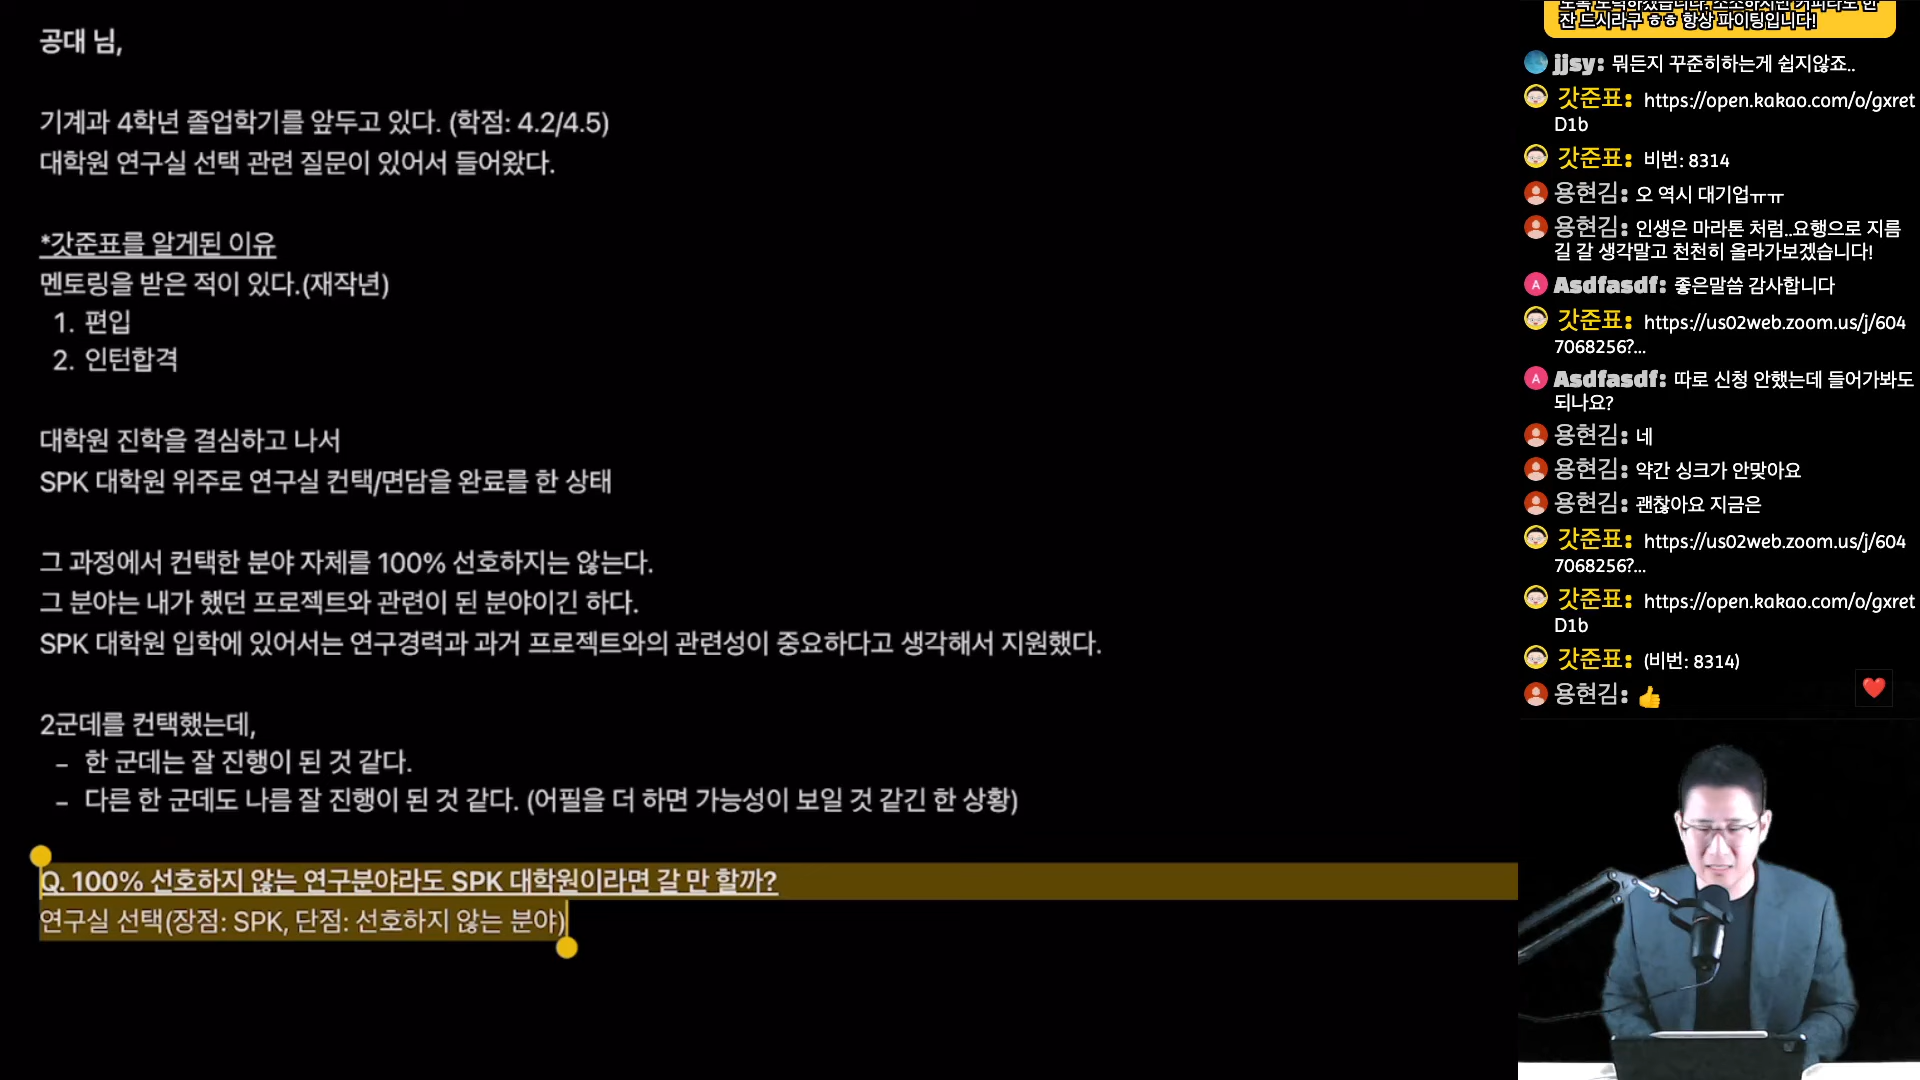 공대 님,
기계과 4학년 졸업학기를 앞두고 있다. (학점: 4.2/4.5)
대학원 연구실 선택 관련 질문이 있어서 들어왔다.
*갓준표를 알게된 이유
멘토링을 받은 적이 있다.(재작년)
1. 편입
2. 인턴합격
대학원 진학을 결심하고 나서
SPK 대학원 위주로 연구실 컨택/면담을 완료를 한 상태
그 과정에서 컨택한 분야 자체를 100% 선호하지는 않는다.
그 분야는 내가 했던 프로젝트와 관련이 된 분야이긴 하다.
SPK 대학원 입학에 있어서는 연구경력과 과거 프로젝트와의 관련성이 중요하다고 생각해서 지원했다.
2군데를 컨택했는데,
- 한 군데는 잘 진행이 된 것 같다.
- 다른 한 군데도 나름 잘 진행이 된 것 같다. (어필을 더 하면 가능성이 보일 것 같긴 한 상황)
Q. 100% 선호하지 않는 연구분야라도 SPK 대학원이라면 갈 만 할까?
연구실 선택(장점: SPK, 단점: 선호하지 않는 분야)
잔 드시라구 ㅎㅎ 항상 파이팅입니다!
jjsy: 뭐든지 꾸준히하는게 쉽지않죠..
갓준표: https://open.kakao.com/o/gxret
D1b
갓준표: 비번: 8314
용현김: 오 역시 대기업ㅠㅠ
용현김: 인생은 마라톤 처럼..요행으로 지름
길 갈 생각말고 천천히 올라가보겠습니다!
Asdfasdf: 좋은말씀 감사합니다
갓준표: https://us02web.zoom.us/j/604
7068256?...
Asdfasdf: 따로 신청 안했는데 들어가봐도
되나요?
용현김: 네
용현김: 약간 싱크가 안맞아요
용현김: 괜찮아요 지금은
갓준표: https://us02web.zoom.us/j/604
7068256?...
갓준표: https://open.kakao.com/o/gxret
D1b
갓준표: (비번: 8314)
용현김: 👍